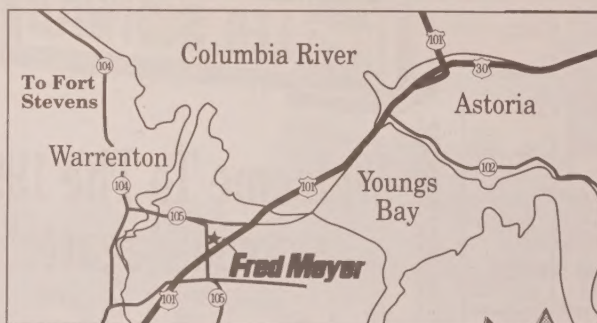 101
Columbia River
30
104
To Fort
Stevens
Astoria
Warrenton
104
101
Youngs
Bay
102
105
Fred Meyer
101
105